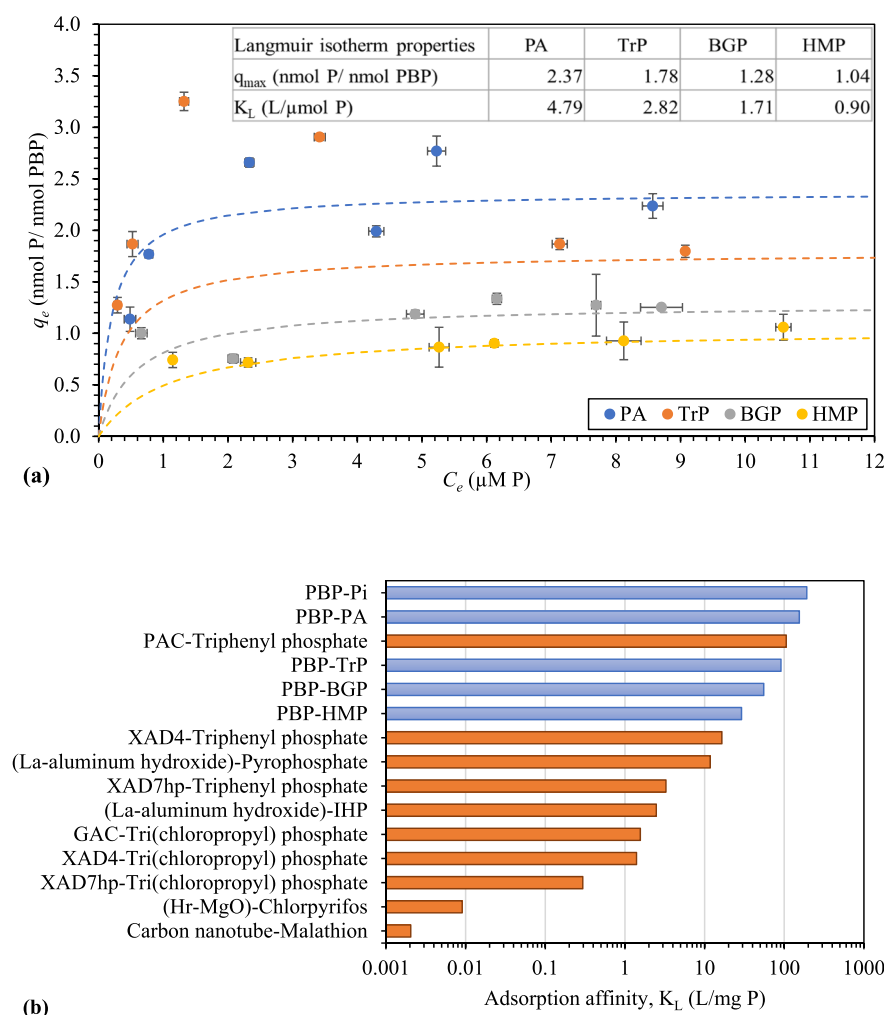 Langmuir isotherm properties PA TrP BGP HMP
qmax (nmol P/ nmol PBP) 2.37 1.78 1.28 1.04
KL (L/µmol P) 4.79 2.82 1.71 0.90
4.0
3.5
3.0
2.5
2.0
1.5
1.0
0.5
0.0
qe (nmol P/ nmol PBP)
PA TrP BGP HMP
0 1 2 3 4 5 6 7 8 9 10 11 12
Ce (µM P)
(a)
PBP-Pi
PBP-PA
PAC-Triphenyl phosphate
PBP-TrP
PBP-BGP
PBP-HMP
XAD4-Triphenyl phosphate
(La-aluminum hydroxide)-Pyrophosphate
XAD7hp-Triphenyl phosphate
(La-aluminum hydroxide)-IHP
GAC-Tri(chloropropyl) phosphate
XAD4-Tri(chloropropyl) phosphate
XAD7hp-Tri(chloropropyl) phosphate
(Hr-MgO)-Chlorpyrifos
Carbon nanotube-Malathion
0.001 0.01 0.1 1 10 100 1000
Adsorption affinity, KL (L/mg P)
(b)